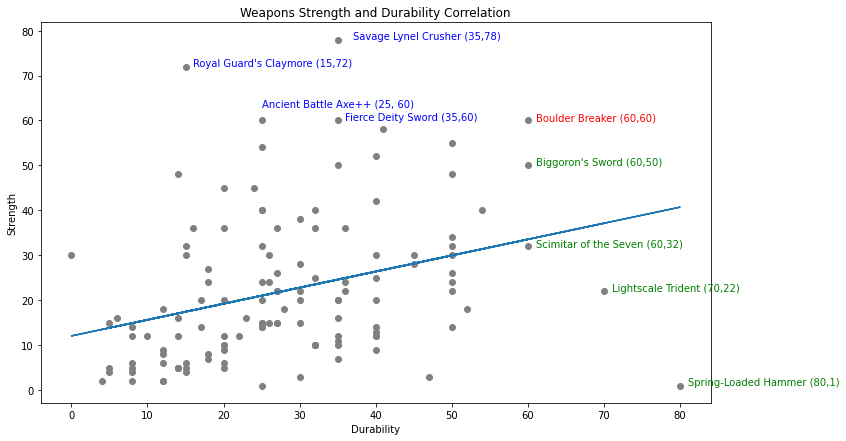 Weapons Strength and Durability Correlation
80
70
60
50
40
30
20
10
0
Strength
Savage Lynel Crusher (35,78)
Royal Guard's Claymore (15,72)
Ancient Battle Axe++ (25, 60)
Fierce Deity Sword (35,60)
Boulder Breaker (60,60)
Biggoron's Sword (60,50)
Scimitar of the Seven (60,32)
Lightscale Trident (70,22)
Spring-Loaded Hammer (80,1)
0 10 20 30 40 50 60 70 80
Durability